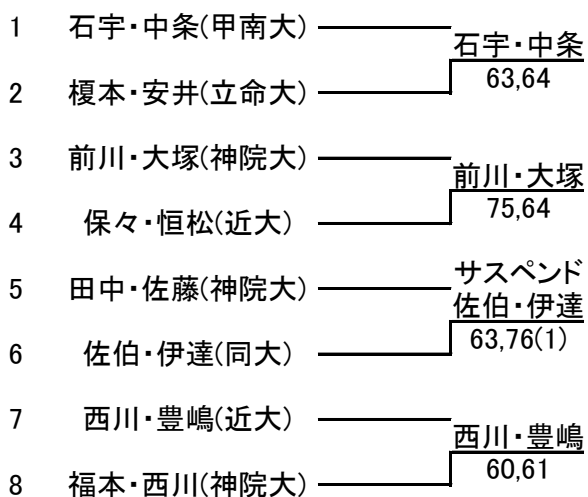 1 石宇・中条(甲南大)
石宇・中条
63,64
2 榎本・安井(立命大)
3 前川・大塚(神院大)
前川・大塚
75,64
4 保々・恒松(近大)
サスペンド
5 田中・佐藤(神院大)
佐伯・伊達
63,76(1)
6 佐伯・伊達(同大)
7 西川・豊嶋(近大)
西川・豊嶋
60,61
8 福本・西川(神院大)